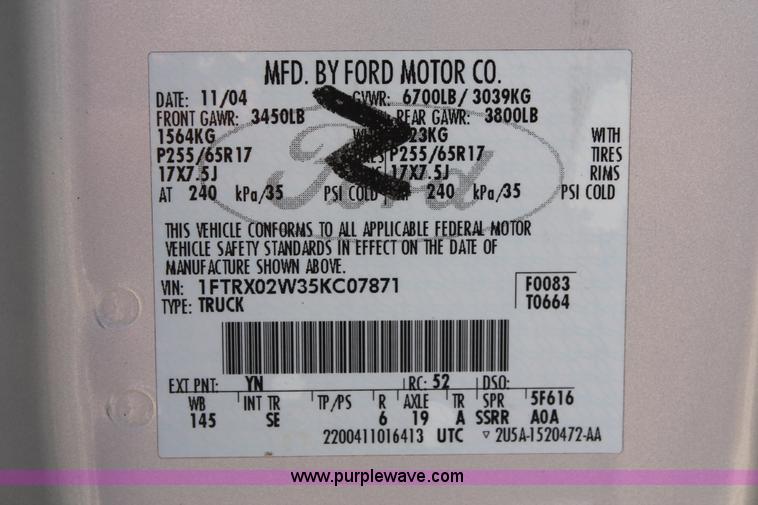 MFD. BY FORD MOTOR CO.
DATE: 11/04 GVWR: 6700LB/ 3039KG
FRONT GAWR: 3450LB REAR GAWR: 3800LB
1564KG 23KG WITH
P255/65R17 P255/65R17 TIRES
17X7.5J 17X7.5J RIMS
AT 240 kPa/35 PSI COLD 240 kPa/35 PSI COLD
Ford
THIS VEHICLE CONFORMS TO ALL APPLICABLE FEDERAL MOTOR
VEHICLE SAFETY STANDARDS IN EFFECT ON THE DATE OF
MANUFACTURE SHOWN ABOVE.
VIN: 1FTRX02W35KC07871 F0083
TYPE: TRUCK T0664
EXT PNT: YN RC: 52 DSO:
WB INT TR TP/PS R AXLE TR SPR 5F616
145 SE 6 19 A SSRR A0A
2200411016413 UTC ▽ 2U5A-1520472-AA
www.purplewave.com